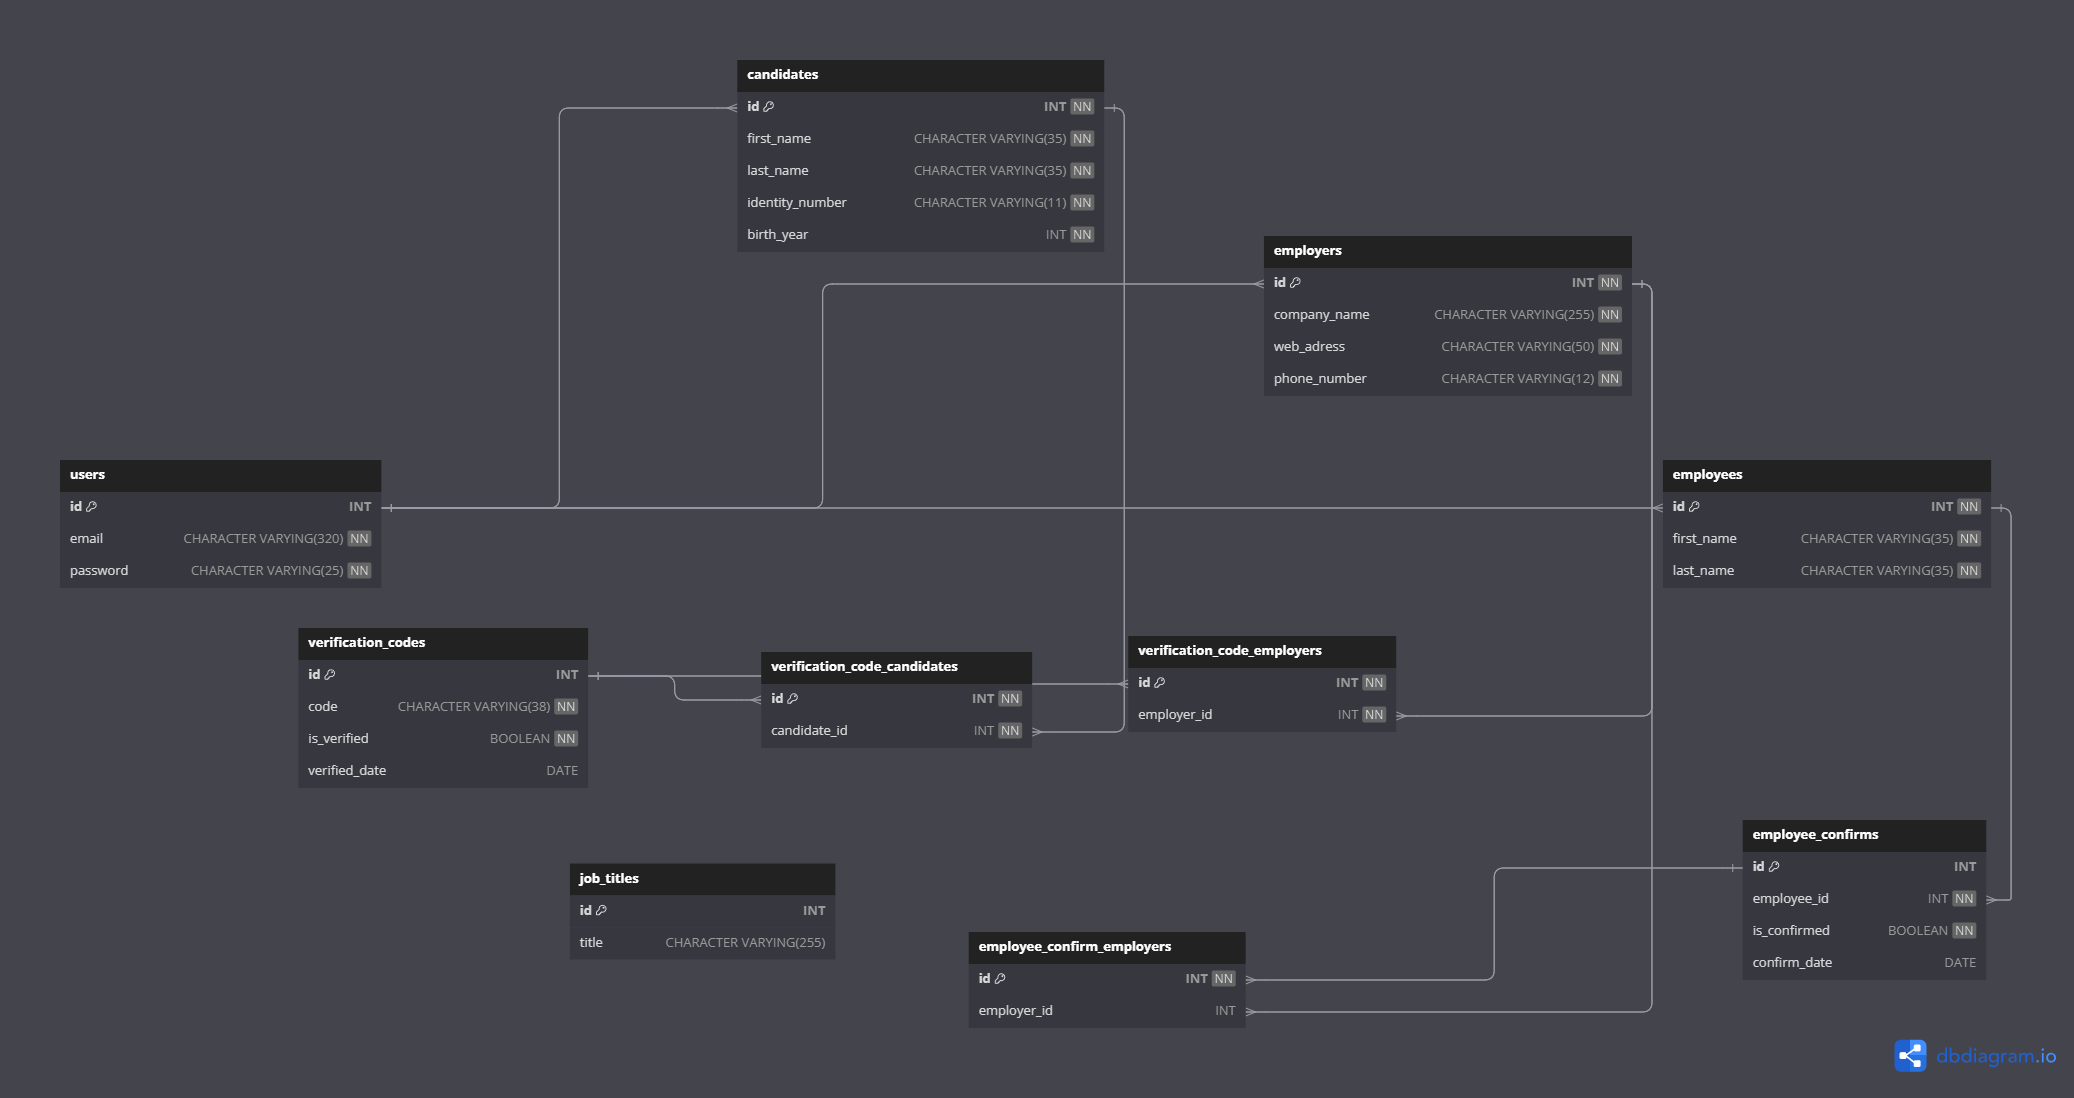 candidates
id INT NN
first_name CHARACTER VARYING(35) NN
last_name CHARACTER VARYING(35) NN
identity_number CHARACTER VARYING(11) NN
birth_year INT NN
employers
id INT NN
company_name CHARACTER VARYING(255) NN
web_adress CHARACTER VARYING(50) NN
phone_number CHARACTER VARYING(12) NN
users
id INT
email CHARACTER VARYING(320) NN
password CHARACTER VARYING(25) NN
employees
id INT NN
first_name CHARACTER VARYING(35) NN
last_name CHARACTER VARYING(35) NN
verification_codes
id INT
code CHARACTER VARYING(38) NN
is_verified BOOLEAN NN
verified_date DATE
verification_code_candidates
id INT NN
candidate_id INT NN
verification_code_employers
id INT NN
employer_id INT NN
job_titles
id INT
title CHARACTER VARYING(255)
employee_confirms
id INT
employee_id INT NN
is_confirmed BOOLEAN NN
confirm_date DATE
employee_confirm_employers
id INT NN
employer_id INT
dbdiagram.io